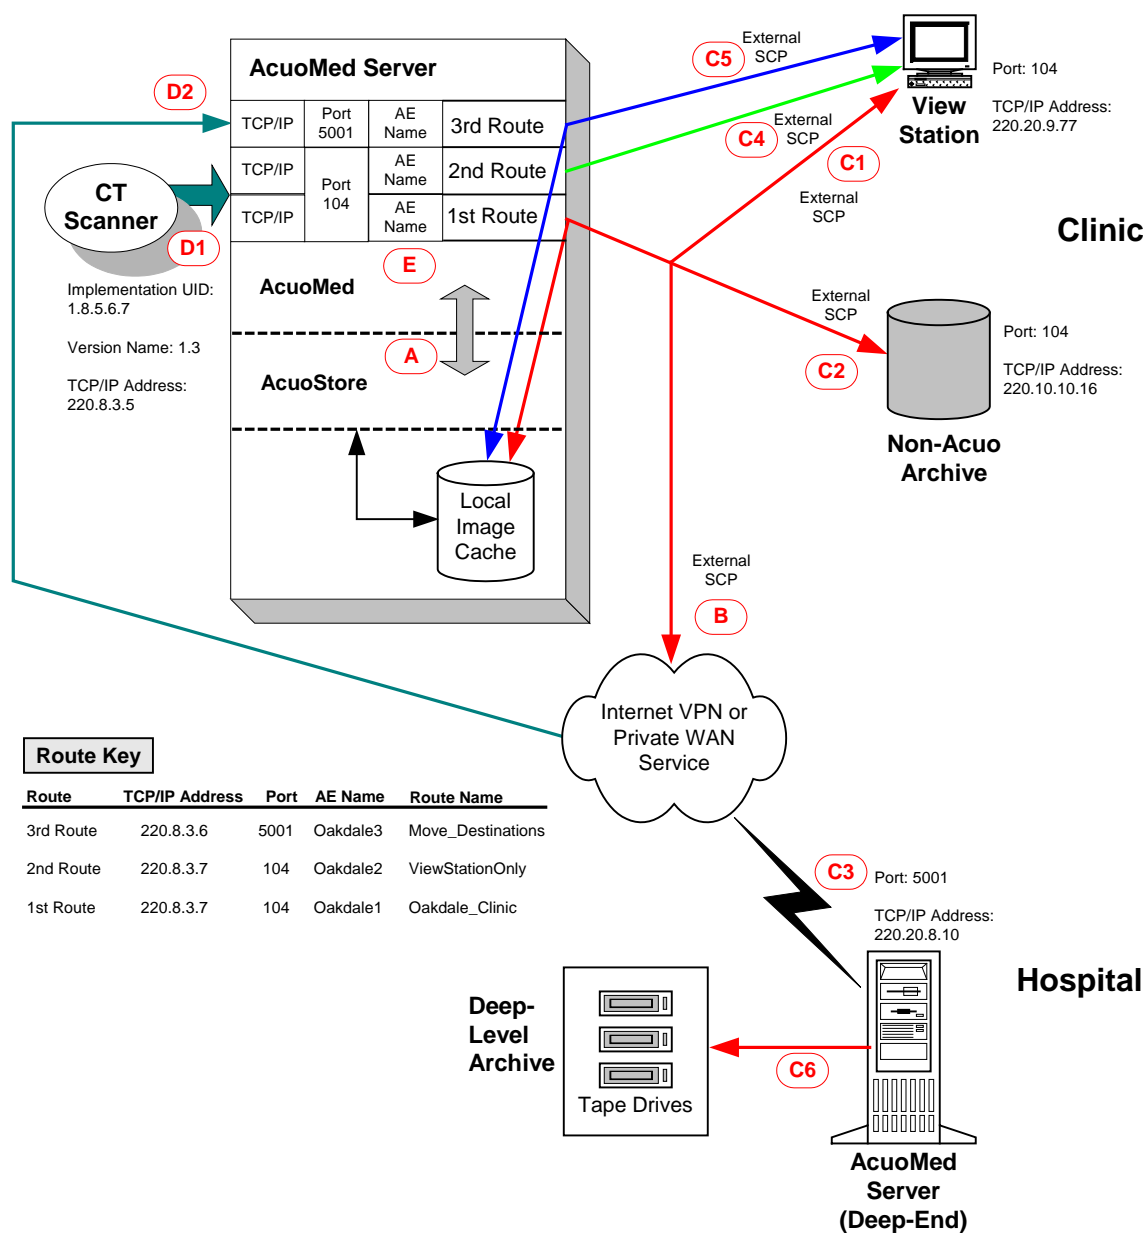 AcuoMed Server
D2
TCP/IP
Port
5001
AE
Name
3rd Route
TCP/IP
Port
104
AE
Name
2nd Route
TCP/IP
AE
Name
1st Route
CT
Scanner
D1
Implementation UID:
1.8.5.6.7
Version Name: 1.3
TCP/IP Address:
220.8.3.5
E
AcuoMed
A
AcuoStore
Local
Image
Cache
C5
External
SCP
C4
External
SCP
C1
External
SCP
View
Station
Port: 104
TCP/IP Address:
220.20.9.77
Clinic
External
SCP
C2
Port: 104
TCP/IP Address:
220.10.10.16
Non-Acuo
Archive
External
SCP
B
Internet VPN or
Private WAN
Service
Route Key
Route TCP/IP Address Port AE Name Route Name
3rd Route 220.8.3.6 5001 Oakdale3 Move_Destinations
2nd Route 220.8.3.7 104 Oakdale2 ViewStationOnly
1st Route 220.8.3.7 104 Oakdale1 Oakdale_Clinic
C3
Port: 5001
TCP/IP Address:
220.20.8.10
Hospital
Deep-
Level
Archive
Tape Drives
C6
AcuoMed
Server
(Deep-End)